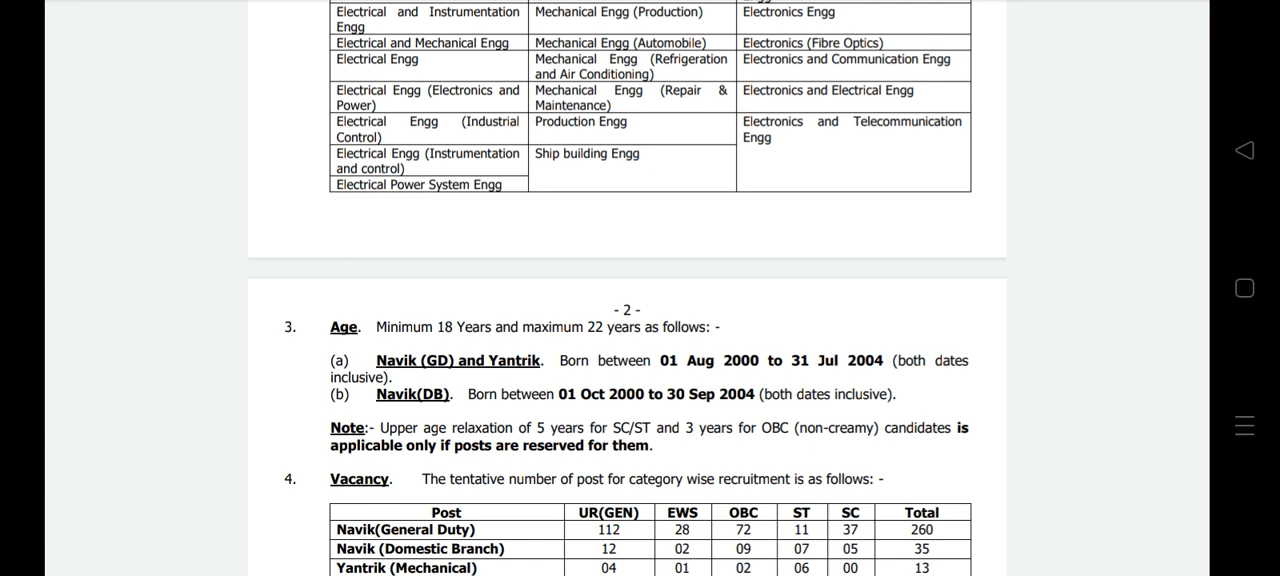 Electrical and Instrumentation Engg | Mechanical Engg (Production) | Electronics Engg
Electrical and Mechanical Engg | Mechanical Engg (Automobile) | Electronics (Fibre Optics)
Electrical Engg | Mechanical Engg (Refrigeration and Air Conditioning) | Electronics and Communication Engg
Electrical Engg (Electronics and Power) | Mechanical Engg (Repair & Maintenance) | Electronics and Electrical Engg
Electrical Engg (Industrial Control) | Production Engg | Electronics and Telecommunication Engg
Electrical Engg (Instrumentation and control) | Ship building Engg
Electrical Power System Engg
- 2 -
3. Age. Minimum 18 Years and maximum 22 years as follows: -
(a) Navik (GD) and Yantrik. Born between 01 Aug 2000 to 31 Jul 2004 (both dates
inclusive).
(b) Navik(DB). Born between 01 Oct 2000 to 30 Sep 2004 (both dates inclusive).
Note:- Upper age relaxation of 5 years for SC/ST and 3 years for OBC (non-creamy) candidates is
applicable only if posts are reserved for them.
4. Vacancy. The tentative number of post for category wise recruitment is as follows: -
Post | UR(GEN) | EWS | OBC | ST | SC | Total
Navik(General Duty) | 112 | 28 | 72 | 11 | 37 | 260
Navik (Domestic Branch) | 12 | 02 | 09 | 07 | 05 | 35
Yantrik (Mechanical) | 04 | 01 | 02 | 06 | 00 | 13